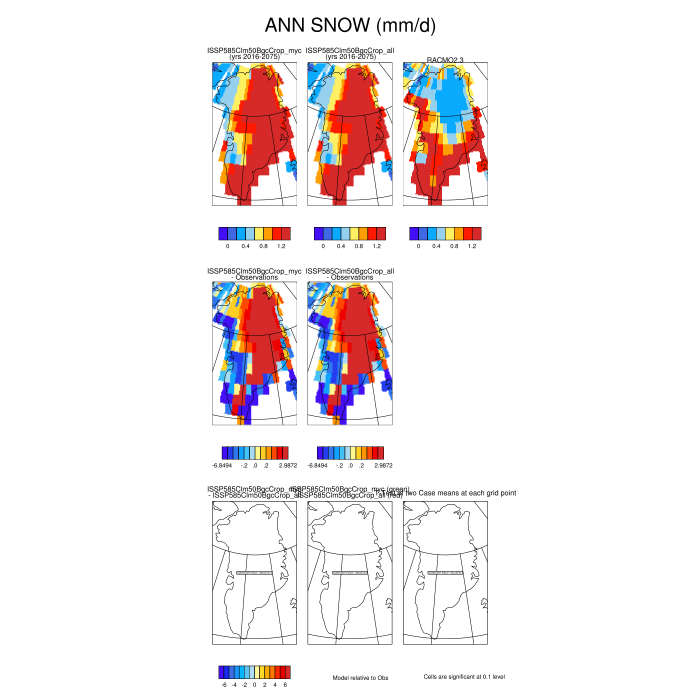 ANN SNOW (mm/d)
ISSP585Clm50BgcCrop_myc ISSP585Clm50BgcCrop_all
(yrs 2016-2075) (yrs 2016-2075) RACMO2.3
0 0.4 0.8 1.2 0 0.4 0.8 1.2 0 0.4 0.8 1.2
ISSP585Clm50BgcCrop_myc ISSP585Clm50BgcCrop_all
- Observations - Observations
-6.8494 -.2 .0 .2 2.9872 -6.8494 -.2 .0 .2 2.9872
ISSP585Clm50BgcCrop_myc ISSP585Clm50BgcCrop_myc (green)
- ISSP585Clm50BgcCrop_all ISSP585Clm50BgcCrop_all (red) two Case means at each grid point
-6 -4 -2 0 2 4 6
Model relative to Obs
Cells are significant at 0.1 level